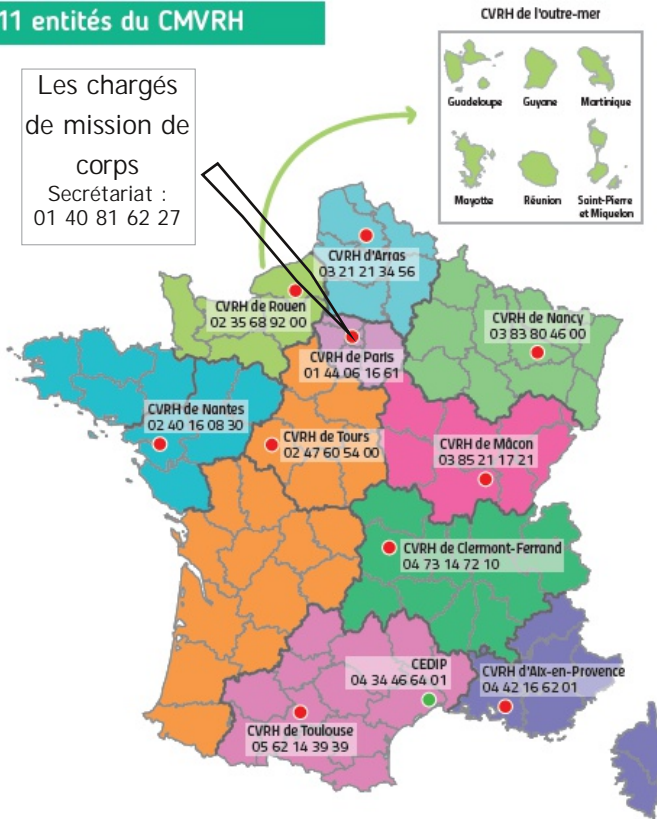 11 entités du CMVRH
CVRH de l'outre-mer
Les chargés
de mission de
corps
Secrétariat :
01 40 81 62 27
Guadeloupe
Guyane
Martinique
Mayotte
Réunion
Saint-Pierre
et Miquelon
CVRH d'Arras
03 21 21 34 56
CVRH de Rouen
02 35 68 92 00
CVRH de Nancy
03 83 80 46 00
CVRH de Paris
01 44 06 16 61
CVRH de Nantes
02 40 16 08 30
CVRH de Tours
02 47 60 54 00
CVRH de Mâcon
03 85 21 17 21
CVRH de Clermont-Ferrand
04 73 14 72 10
CEDIP
04 34 46 64 01
CVRH d'Aix-en-Provence
04 42 16 62 01
CVRH de Toulouse
05 62 14 39 39